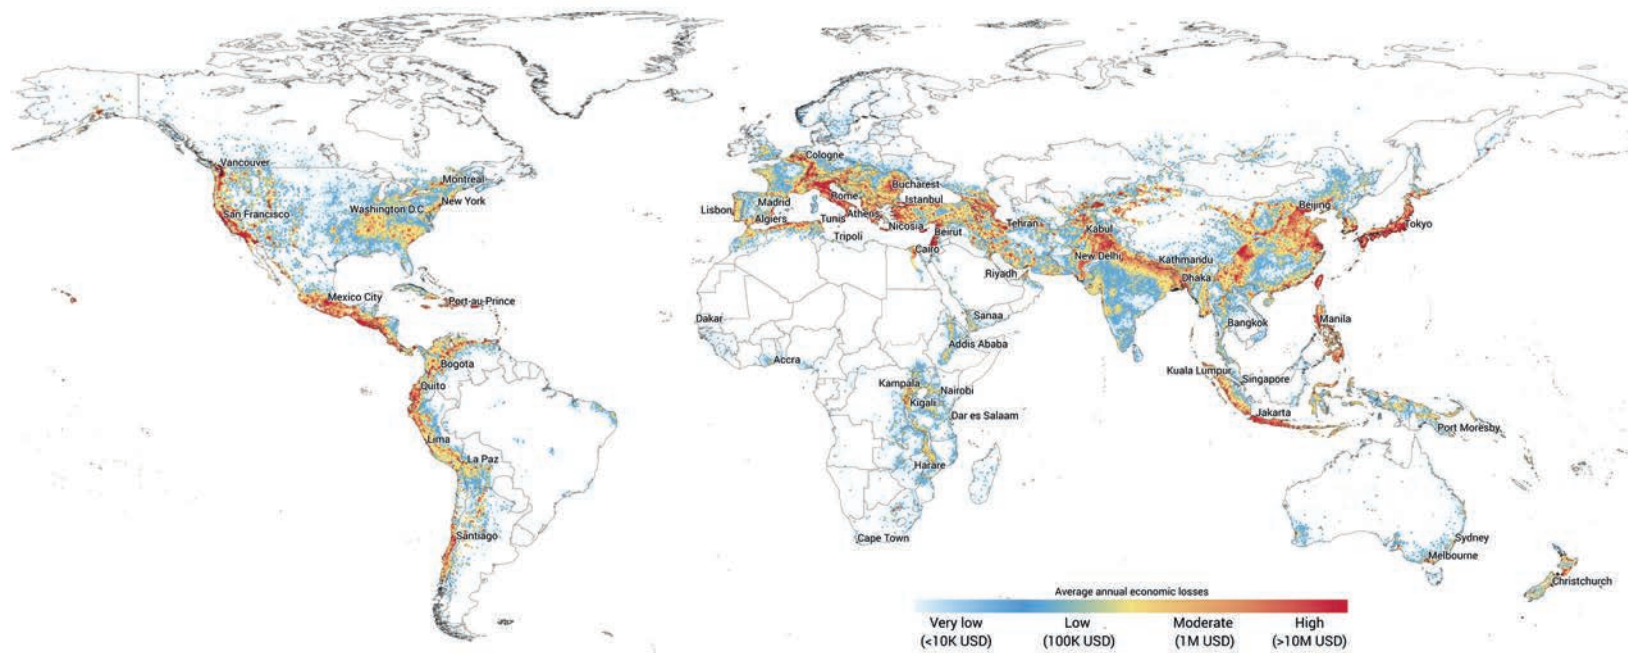 Vancouver
Montreal
Washington D.C
New York
San Francisco
Mexico City
Port-au-Prince
Bogota
Quito
Lima
La Paz
Santiago
Cologne
Bucharest
Rome
Istanbul
Madrid
Lisbon
Athens
Algiers
Tunis
Nicosia
Beirut
Tehran
Tripoli
Cairo
Kabul
Beijing
Tokyo
New Delhi
Kathmandu
Riyadh
Dhaka
Dakar
Sanaa
Bangkok
Manila
Addis Ababa
Accra
Kampala
Nairobi
Kuala Lumpur
Singapore
Kigali
Dar es Salaam
Jakarta
Port Moresby
Harare
Cape Town
Sydney
Melbourne
Christchurch
Average annual economic losses
Very low Low Moderate High
(<10K USD) (100K USD) (1M USD) (>10M USD)